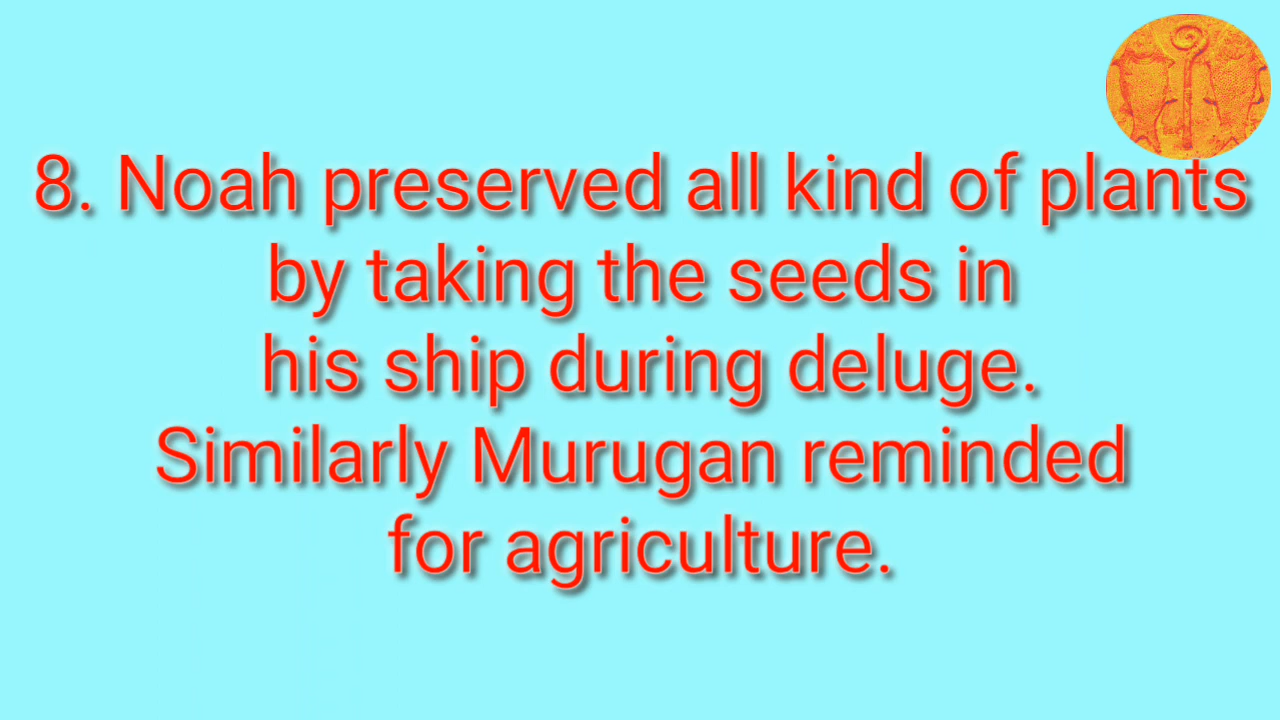 8. Noah preserved all kind of plants
by taking the seeds in
his ship during deluge.
Similarly Murugan reminded
for agriculture.